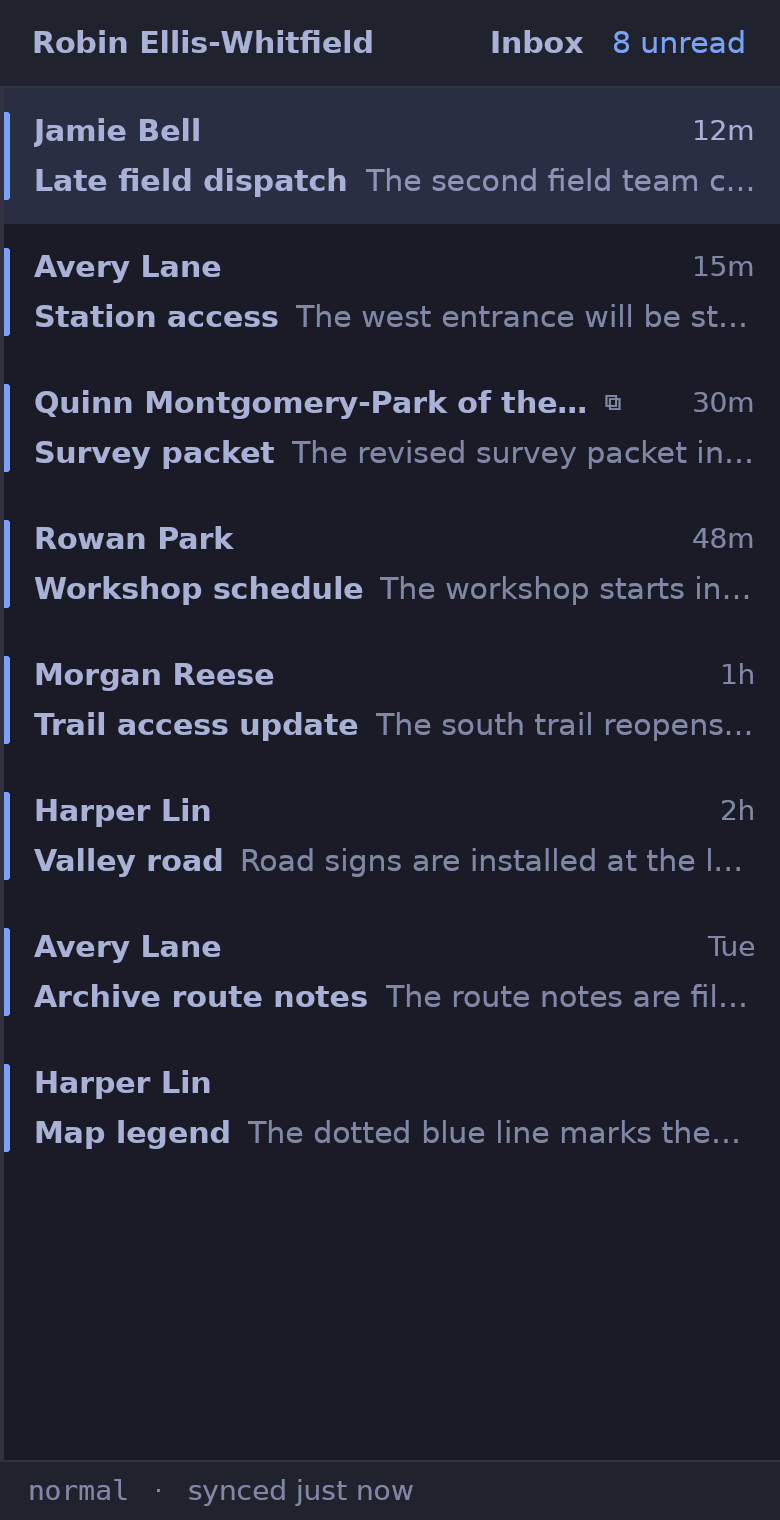 Robin Ellis-Whitfield Inbox 8 unread
Jamie Bell 12m
Late field dispatch The second field team c...
Avery Lane 15m
Station access The west entrance will be st...
Quinn Montgomery-Park of the... 30m
Survey packet The revised survey packet in...
Rowan Park 48m
Workshop schedule The workshop starts in...
Morgan Reese 1h
Trail access update The south trail reopens...
Harper Lin 2h
Valley road Road signs are installed at the l...
Avery Lane Tue
Archive route notes The route notes are fil...
Harper Lin
Map legend The dotted blue line marks the...
normal · synced just now